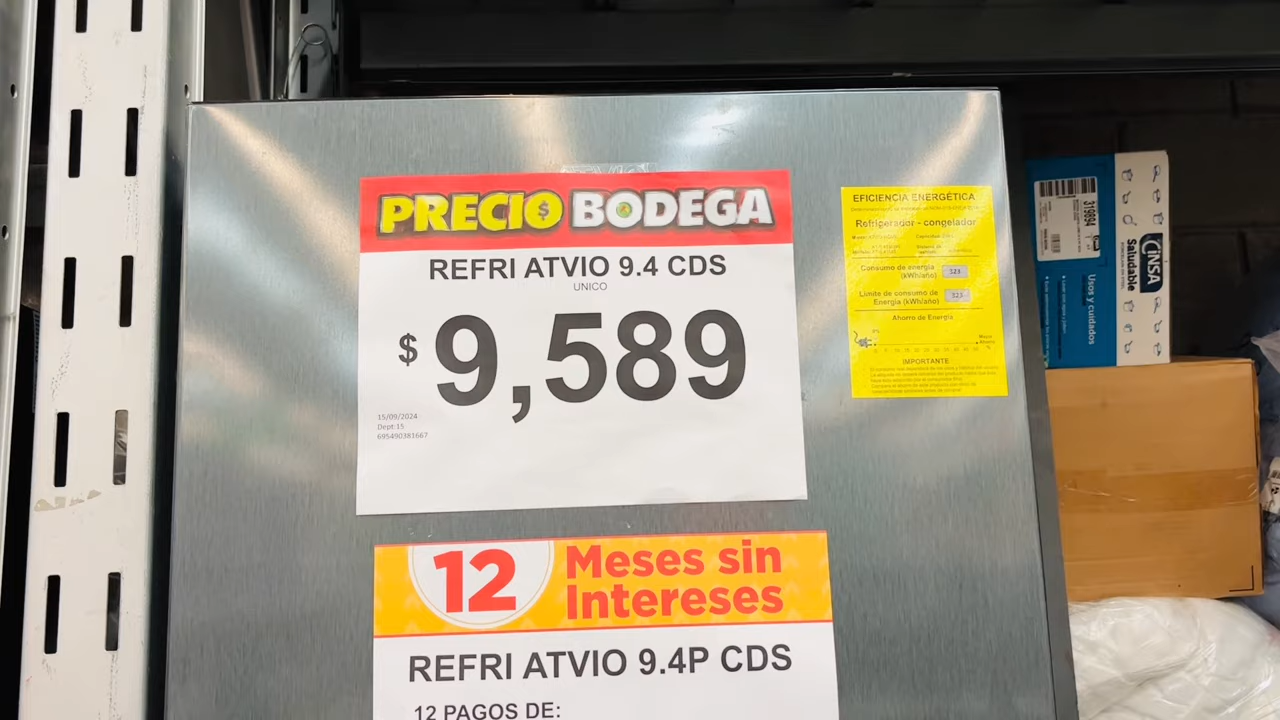 PRECIO BODEGA
REFRI ATVIO 9.4 CDS
UNICO
$ 9,589
15/09/2024
Dept:15
695490381667
12 Meses sin
Intereses
REFRI ATVIO 9.4P CDS
12 PAGOS DE:
EFICIENCIA ENERGÉTICA
Refrigerador - congelador
Consumo de energía
(kWh/año) 323
Límite de consumo de
Energía (kWh/año) 323
Ahorro de Energía
IMPORTANTE
319894
CINSA
Saludable
Usos y cuidados